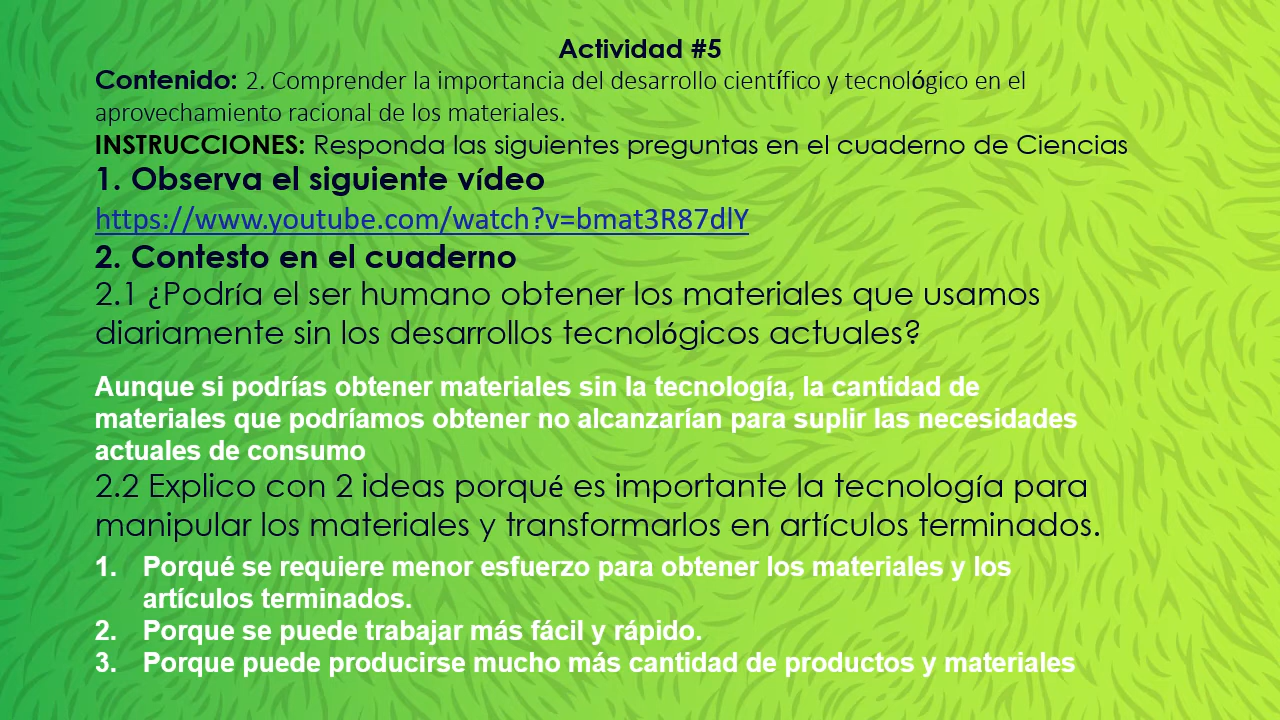 Actividad #5
Contenido: 2. Comprender la importancia del desarrollo científico y tecnológico en el
aprovechamiento racional de los materiales.
INSTRUCCIONES: Responda las siguientes preguntas en el cuaderno de Ciencias
1. Observa el siguiente vídeo
https://www.youtube.com/watch?v=bmat3R87dlY
2. Contesto en el cuaderno
2.1 ¿Podría el ser humano obtener los materiales que usamos
diariamente sin los desarrollos tecnológicos actuales?
Aunque si podrías obtener materiales sin la tecnología, la cantidad de
materiales que podríamos obtener no alcanzarían para suplir las necesidades
actuales de consumo
2.2 Explico con 2 ideas porqué es importante la tecnología para
manipular los materiales y transformarlos en artículos terminados.
1. Porqué se requiere menor esfuerzo para obtener los materiales y los
artículos terminados.
2. Porque se puede trabajar más fácil y rápido.
3. Porque puede producirse mucho más cantidad de productos y materiales